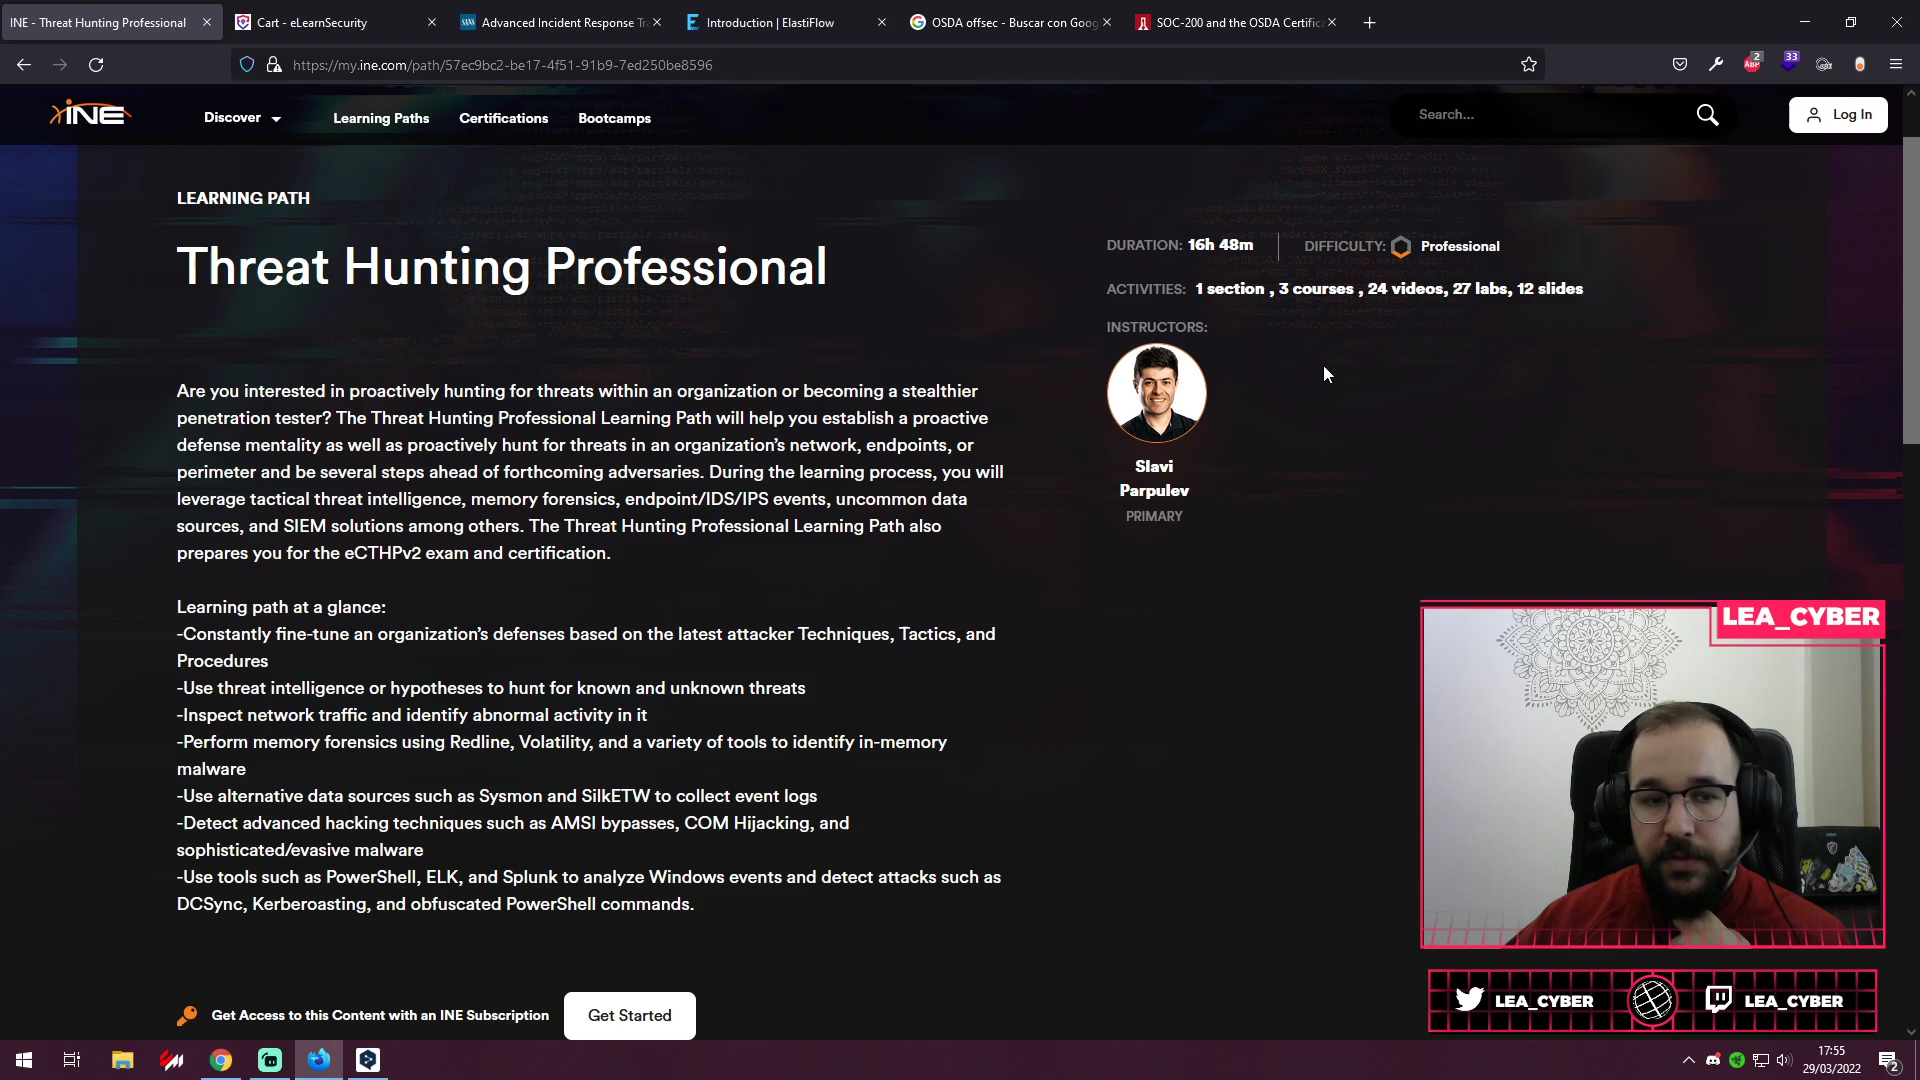 INE - Threat Hunting Professional
Cart - eLearnSecurity
Advanced Incident Response Tra
Introduction | ElastiFlow
OSDA offsec - Buscar con Goog
SOC-200 and the OSDA Certifica
https://my.ine.com/path/57ec9bc2-be17-4f51-91b9-7ed250be8596
2
ABP
33
INE
Discover
Learning Paths
Certifications
Bootcamps
Search...
Log In
LEARNING PATH
Threat Hunting Professional
DURATION: 16h 48m
DIFFICULTY: Professional
ACTIVITIES: 1 section , 3 courses , 24 videos, 27 labs, 12 slides
INSTRUCTORS:
Slavi
Parpulev
PRIMARY
Are you interested in proactively hunting for threats within an organization or becoming a stealthier
penetration tester? The Threat Hunting Professional Learning Path will help you establish a proactive
defense mentality as well as proactively hunt for threats in an organization's network, endpoints, or
perimeter and be several steps ahead of forthcoming adversaries. During the learning process, you will
leverage tactical threat intelligence, memory forensics, endpoint/IDS/IPS events, uncommon data
sources, and SIEM solutions among others. The Threat Hunting Professional Learning Path also
prepares you for the eCTHPv2 exam and certification.
Learning path at a glance:
-Constantly fine-tune an organization's defenses based on the latest attacker Techniques, Tactics, and
Procedures
-Use threat intelligence or hypotheses to hunt for known and unknown threats
-Inspect network traffic and identify abnormal activity in it
-Perform memory forensics using Redline, Volatility, and a variety of tools to identify in-memory
malware
-Use alternative data sources such as Sysmon and SilkETW to collect event logs
-Detect advanced hacking techniques such as AMSI bypasses, COM Hijacking, and
sophisticated/evasive malware
-Use tools such as PowerShell, ELK, and Splunk to analyze Windows events and detect attacks such as
DCSync, Kerberoasting, and obfuscated PowerShell commands.
Get Access to this Content with an INE Subscription
Get Started
LEA_CYBER
LEA_CYBER
LEA_CYBER
17:55
29/03/2022
2